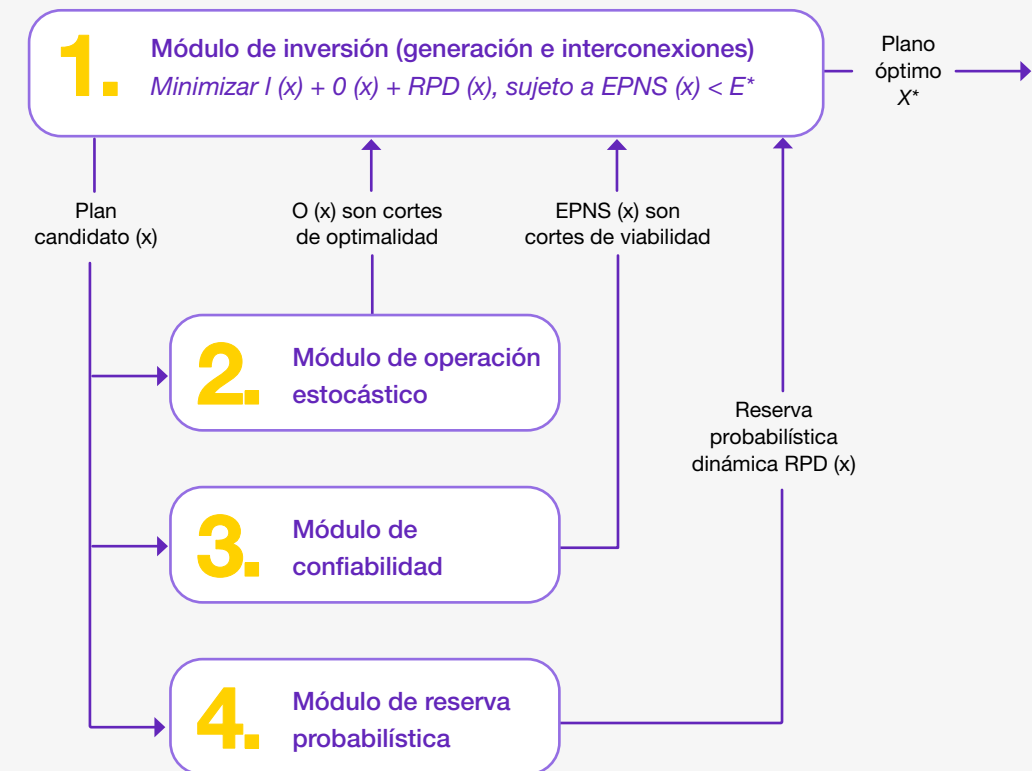 1.
Módulo de inversión (generación e interconexiones)
Minimizar I (x) + 0 (x) + RPD (x), sujeto a EPNS (x) < E*
Plano
óptimo
X*
Plan
candidato (x)
O (x) son cortes
de optimalidad
EPNS (x) son
cortes de viabilidad
2.
Módulo de operación
estocástico
Reserva
probabilística
dinámica RPD (x)
3.
Módulo de
confiabilidad
4.
Módulo de reserva
probabilística